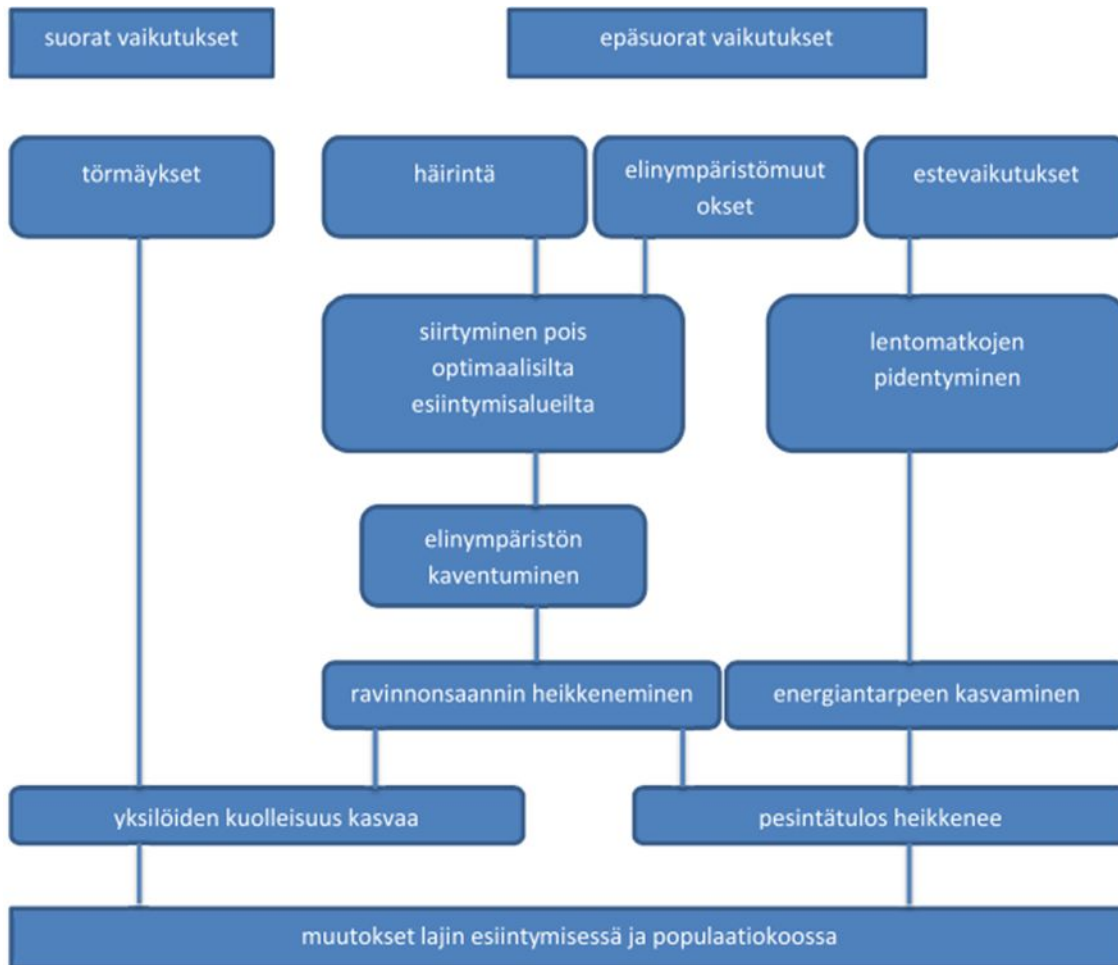 suorat vaikutukset
epäsuorat vaikutukset
törmäykset
häirintä
elinympäristömuut
okset
estevaikutukset
siirtyminen pois
optimaalisilta
esiintymisalueilta
lentomatkojen
pidentyminen
elinympäristön
kaventuminen
ravinnonsaannin heikkeneminen
energiantarpeen kasvaminen
yksilöiden kuolleisuus kasvaa
pesintätulos heikkenee
muutokset lajin esiintymisessä ja populaatiokoossa